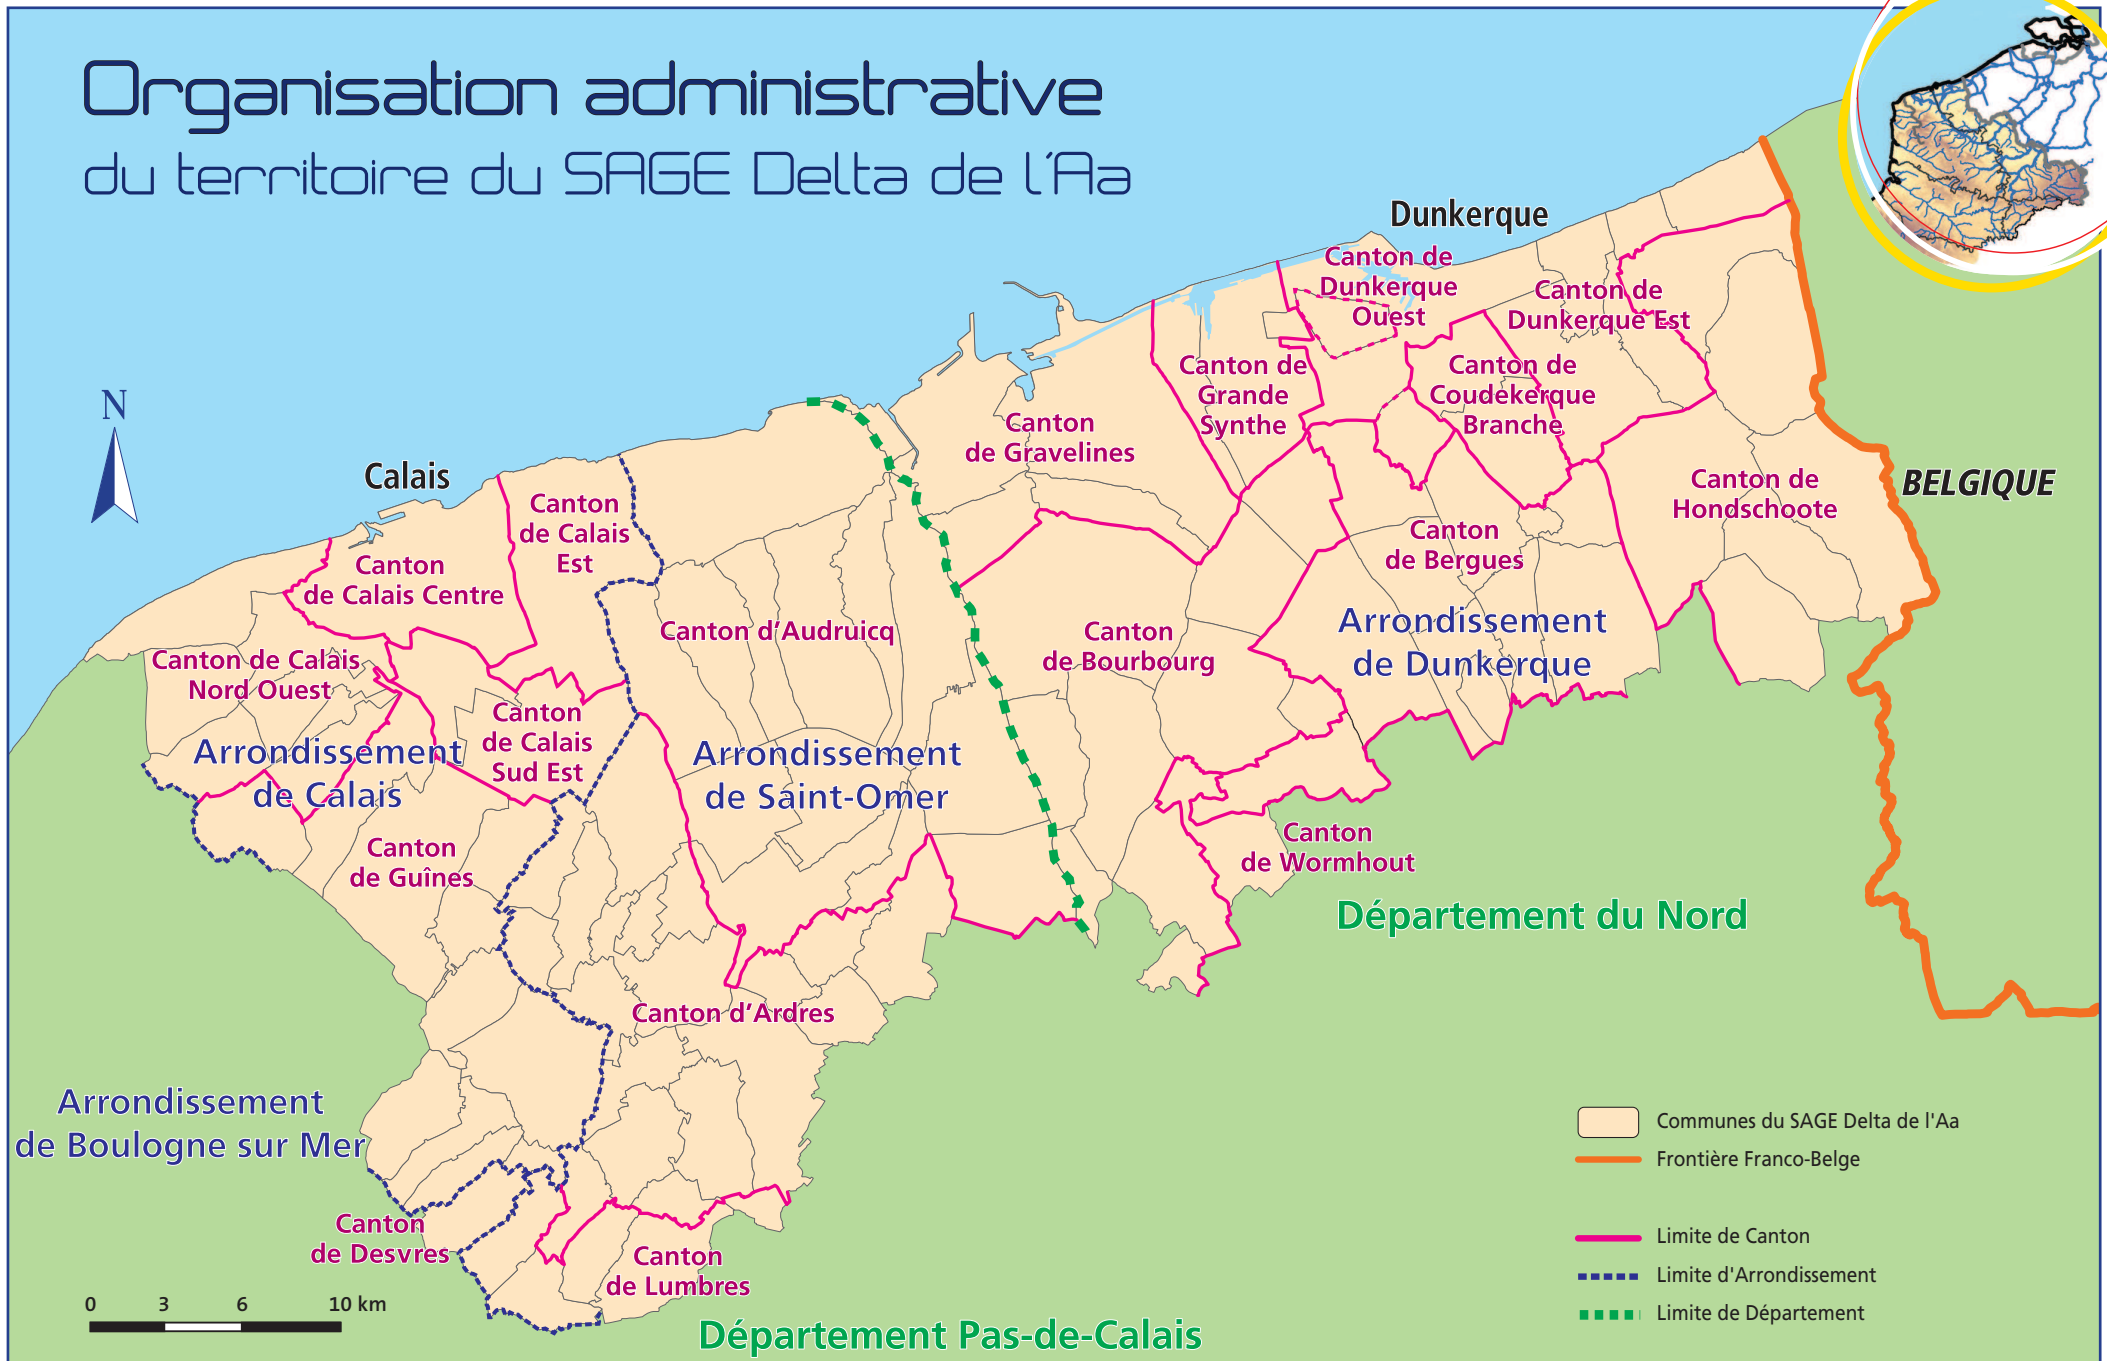 Organisation administrative
du territoire du SAGE Delta de l'Aa
Dunkerque
Canton de
Dunkerque
Ouest
Canton de
Dunkerque Est
Canton de
Grande
Synthe
Canton de
Coudekerque
Branche
N
Canton
de Gravelines
Calais
BELGIQUE
Canton
de Calais
Est
Canton de
Hondschoote
Canton
de Bergues
Canton
de Calais Centre
Canton d'Audruicq
Canton
de Bourbourg
Arrondissement
de Dunkerque
Canton de Calais
Nord Ouest
Canton
de Calais
Sud Est
Arrondissement
de Calais
Arrondissement
de Saint-Omer
Canton
de Guînes
Canton
de Wormhout
Département du Nord
Canton d'Ardres
Arrondissement
de Boulogne sur Mer
Canton
de Desvres
Canton
de Lumbres
Communes du SAGE Delta de l'Aa
Frontière Franco-Belge
Limite de Canton
Limite d'Arrondissement
Limite de Département
0 3 6 10 km
Département Pas-de-Calais